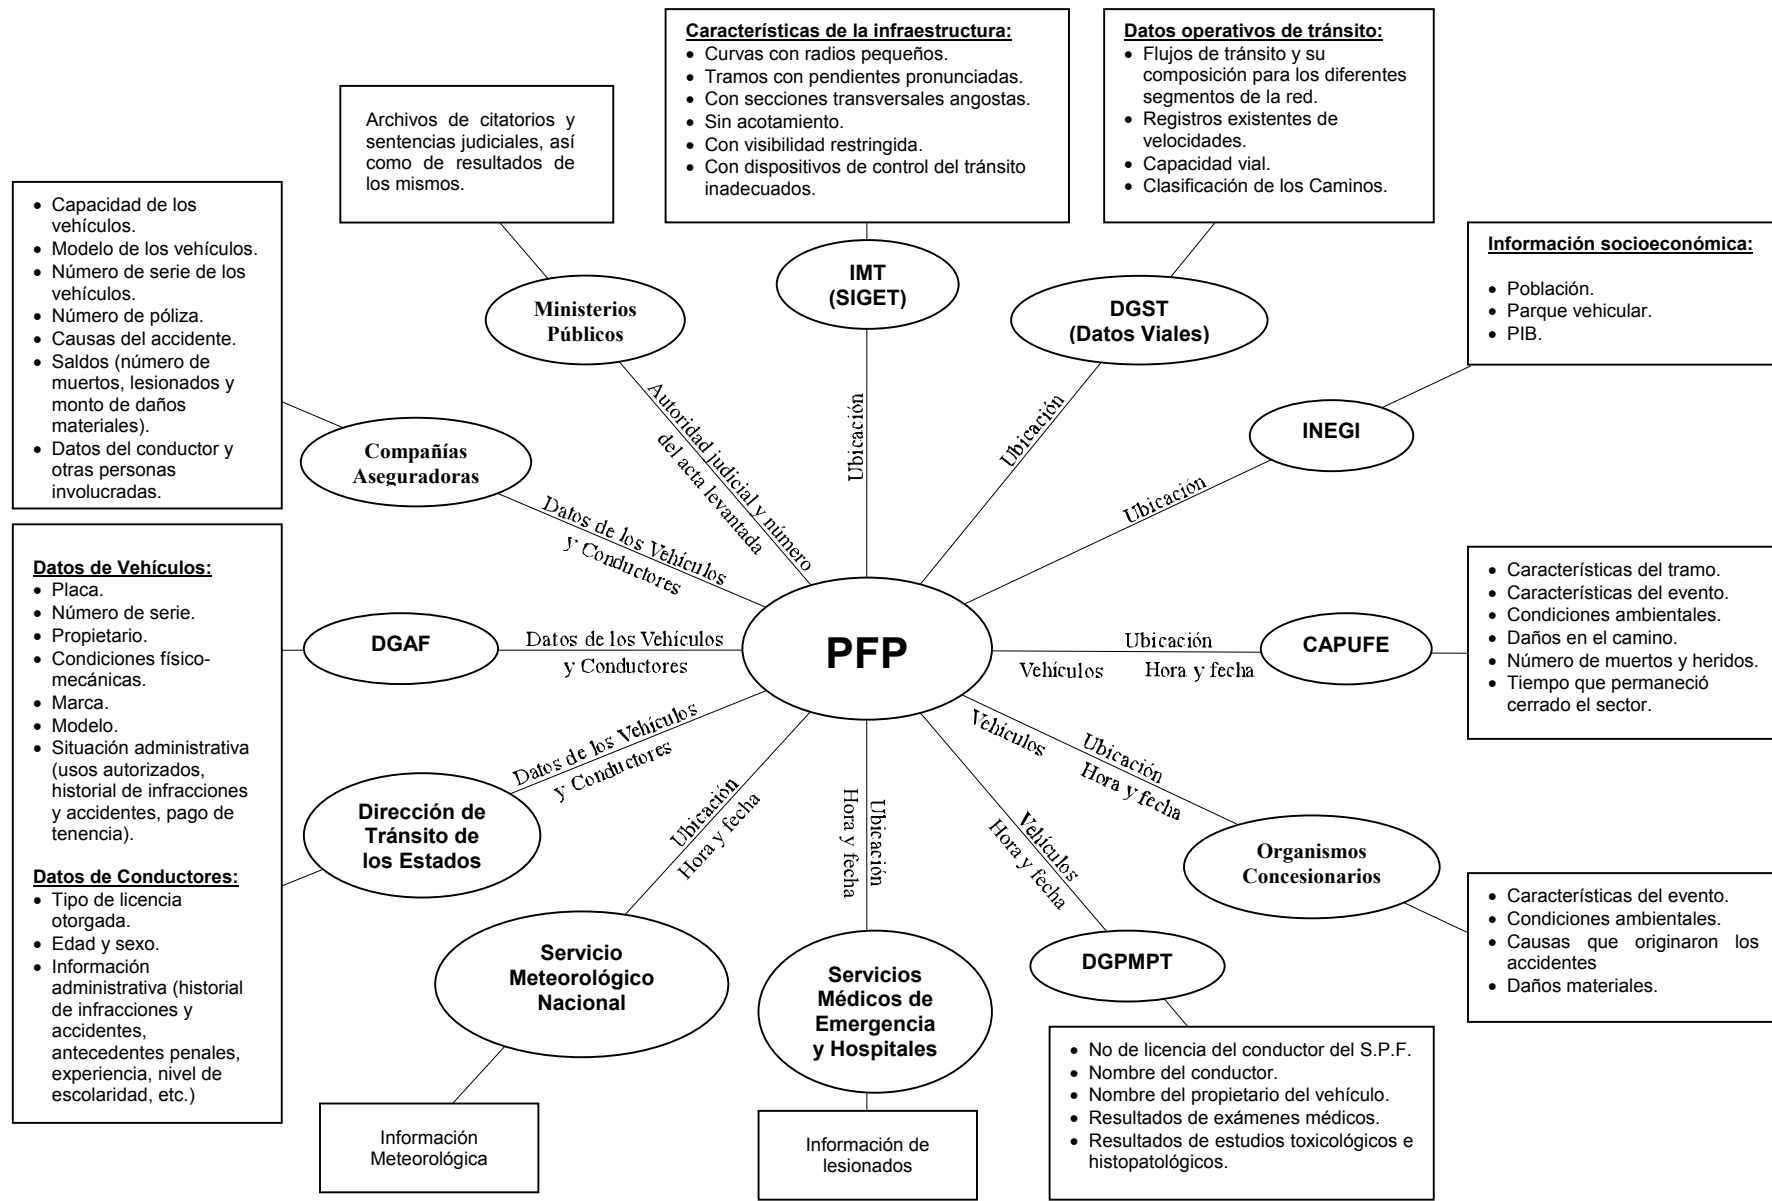 Características de la infraestructura:
• Curvas con radios pequeños.
• Tramos con pendientes pronunciadas.
• Con secciones transversales angostas.
• Sin acotamiento.
• Con visibilidad restringida.
• Con dispositivos de control del tránsito
inadecuados.
Datos operativos de tránsito:
• Flujos de tránsito y su
composición para los diferentes
segmentos de la red.
• Registros existentes de
velocidades.
• Capacidad vial.
• Clasificación de los Caminos.
Archivos de citatorios y
sentencias judiciales, así
como de resultados de
los mismos.
• Capacidad de los
vehículos.
• Modelo de los vehículos.
• Número de serie de los
vehículos.
• Número de póliza.
• Causas del accidente.
• Saldos (número de
muertos, lesionados y
monto de daños
materiales).
• Datos del conductor y
otras personas
involucradas.
Información socioeconómica:
• Población.
• Parque vehicular.
• PIB.
IMT
(SIGET)
Ministerios
Públicos
DGST
(Datos Viales)
INEGI
Compañías
Aseguradoras
Autoridad judicial y número
del acta levantada
Ubicación
Ubicación
Ubicación
Datos de los Vehículos
y Conductores
Datos de Vehículos:
• Placa.
• Número de serie.
• Propietario.
• Condiciones físico-
mecánicas.
• Marca.
• Modelo.
• Situación administrativa
(usos autorizados,
historial de infracciones
y accidentes, pago de
tenencia).
Datos de Conductores:
• Tipo de licencia
otorgada.
• Edad y sexo.
• Información
administrativa (historial
de infracciones y
accidentes,
antecedentes penales,
experiencia, nivel de
escolaridad, etc.)
DGAF
Datos de los Vehículos
y Conductores
PFP
Ubicación
Vehículos Hora y fecha
CAPUFE
• Características del tramo.
• Características del evento.
• Condiciones ambientales.
• Daños en el camino.
• Número de muertos y heridos.
• Tiempo que permaneció
cerrado el sector.
Datos de los Vehículos
y Conductores
Dirección de
Tránsito de
los Estados
Ubicación
Hora y fecha
Ubicación
Hora y fecha
Vehículos
Hora y fecha
Vehículos Ubicación
Hora y fecha
Organismos
Concesionarios
• Características del evento.
• Condiciones ambientales.
• Causas que originaron los
accidentes
• Daños materiales.
Servicio
Meteorológico
Nacional
Servicios
Médicos de
Emergencia
y Hospitales
DGPMPT
• No de licencia del conductor del S.P.F.
• Nombre del conductor.
• Nombre del propietario del vehículo.
• Resultados de exámenes médicos.
• Resultados de estudios toxicológicos e
histopatológicos.
Información
Meteorológica
Información de
lesionados